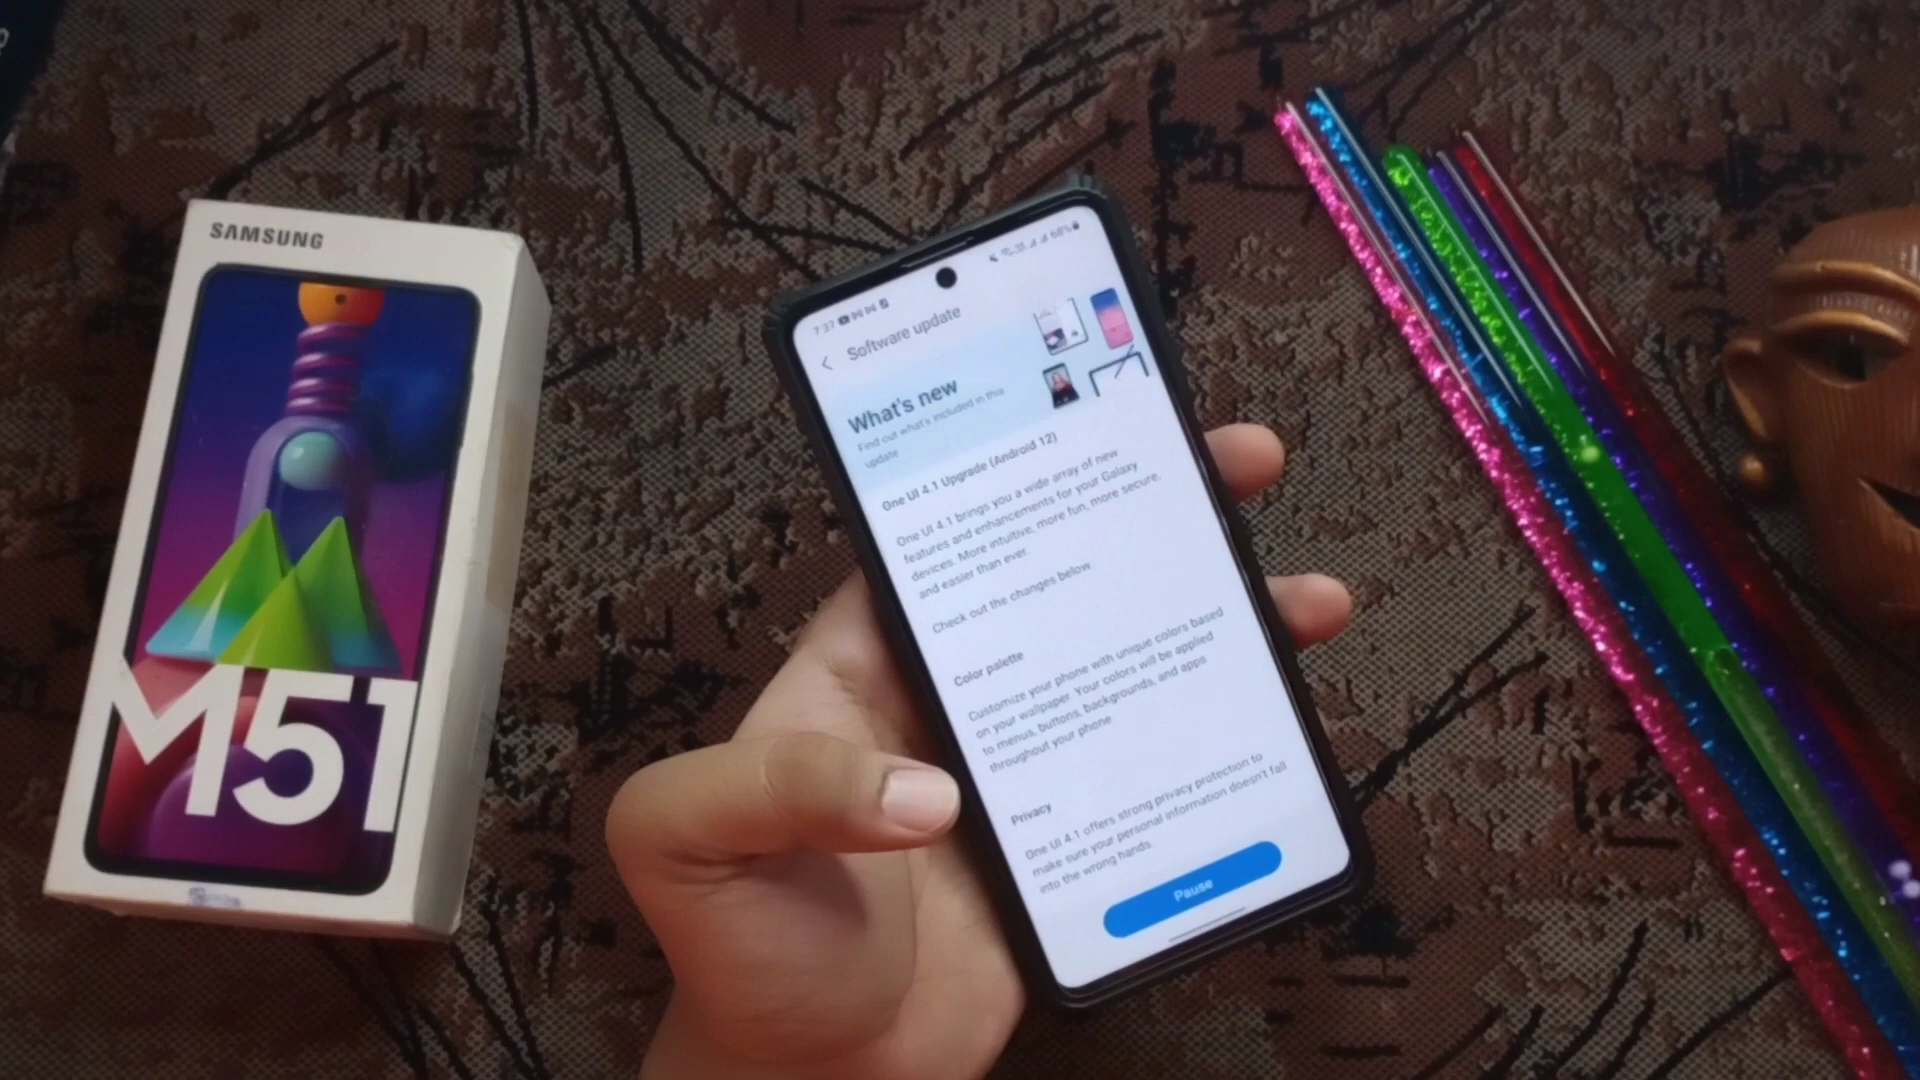 SAMSUNG
M51
7:37
68%
Software update
What's new
Find out what's included in this
update
One UI 4.1 Upgrade (Android 12)
One UI 4.1 brings you a wide array of new
features and enhancements for your Galaxy
devices. More intuitive, more fun, more secure,
and easier than ever.
Check out the changes below.
Color palette
Customize your phone with unique colors based
on your wallpaper. Your colors will be applied
to menus, buttons, backgrounds, and apps
throughout your phone.
Privacy
One UI 4.1 offers strong privacy protection to
make sure your personal information doesn't fall
into the wrong hands.
Pause